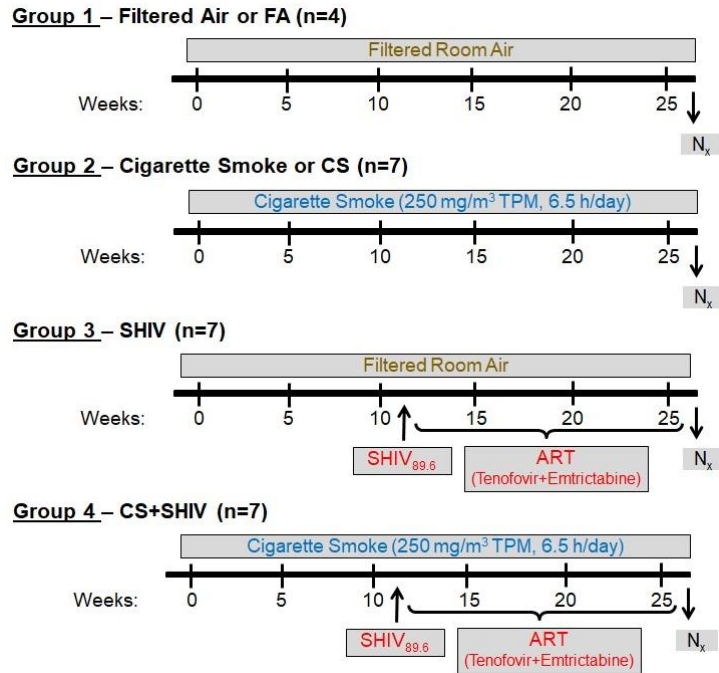 Group 1 – Filtered Air or FA (n=4)
Filtered Room Air
Weeks: 0 5 10 15 20 25
Nx
Group 2 – Cigarette Smoke or CS (n=7)
Cigarette Smoke (250 mg/m³ TPM, 6.5 h/day)
Weeks: 0 5 10 15 20 25
Nx
Group 3 – SHIV (n=7)
Filtered Room Air
Weeks: 0 5 10 15 20 25
SHIV89.6 ART Nx
(Tenofovir+Emtrictabine)
Group 4 – CS+SHIV (n=7)
Cigarette Smoke (250 mg/m³ TPM, 6.5 h/day)
Weeks: 0 5 10 15 20 25
SHIV89.6 ART Nx
(Tenofovir+Emtrictabine)